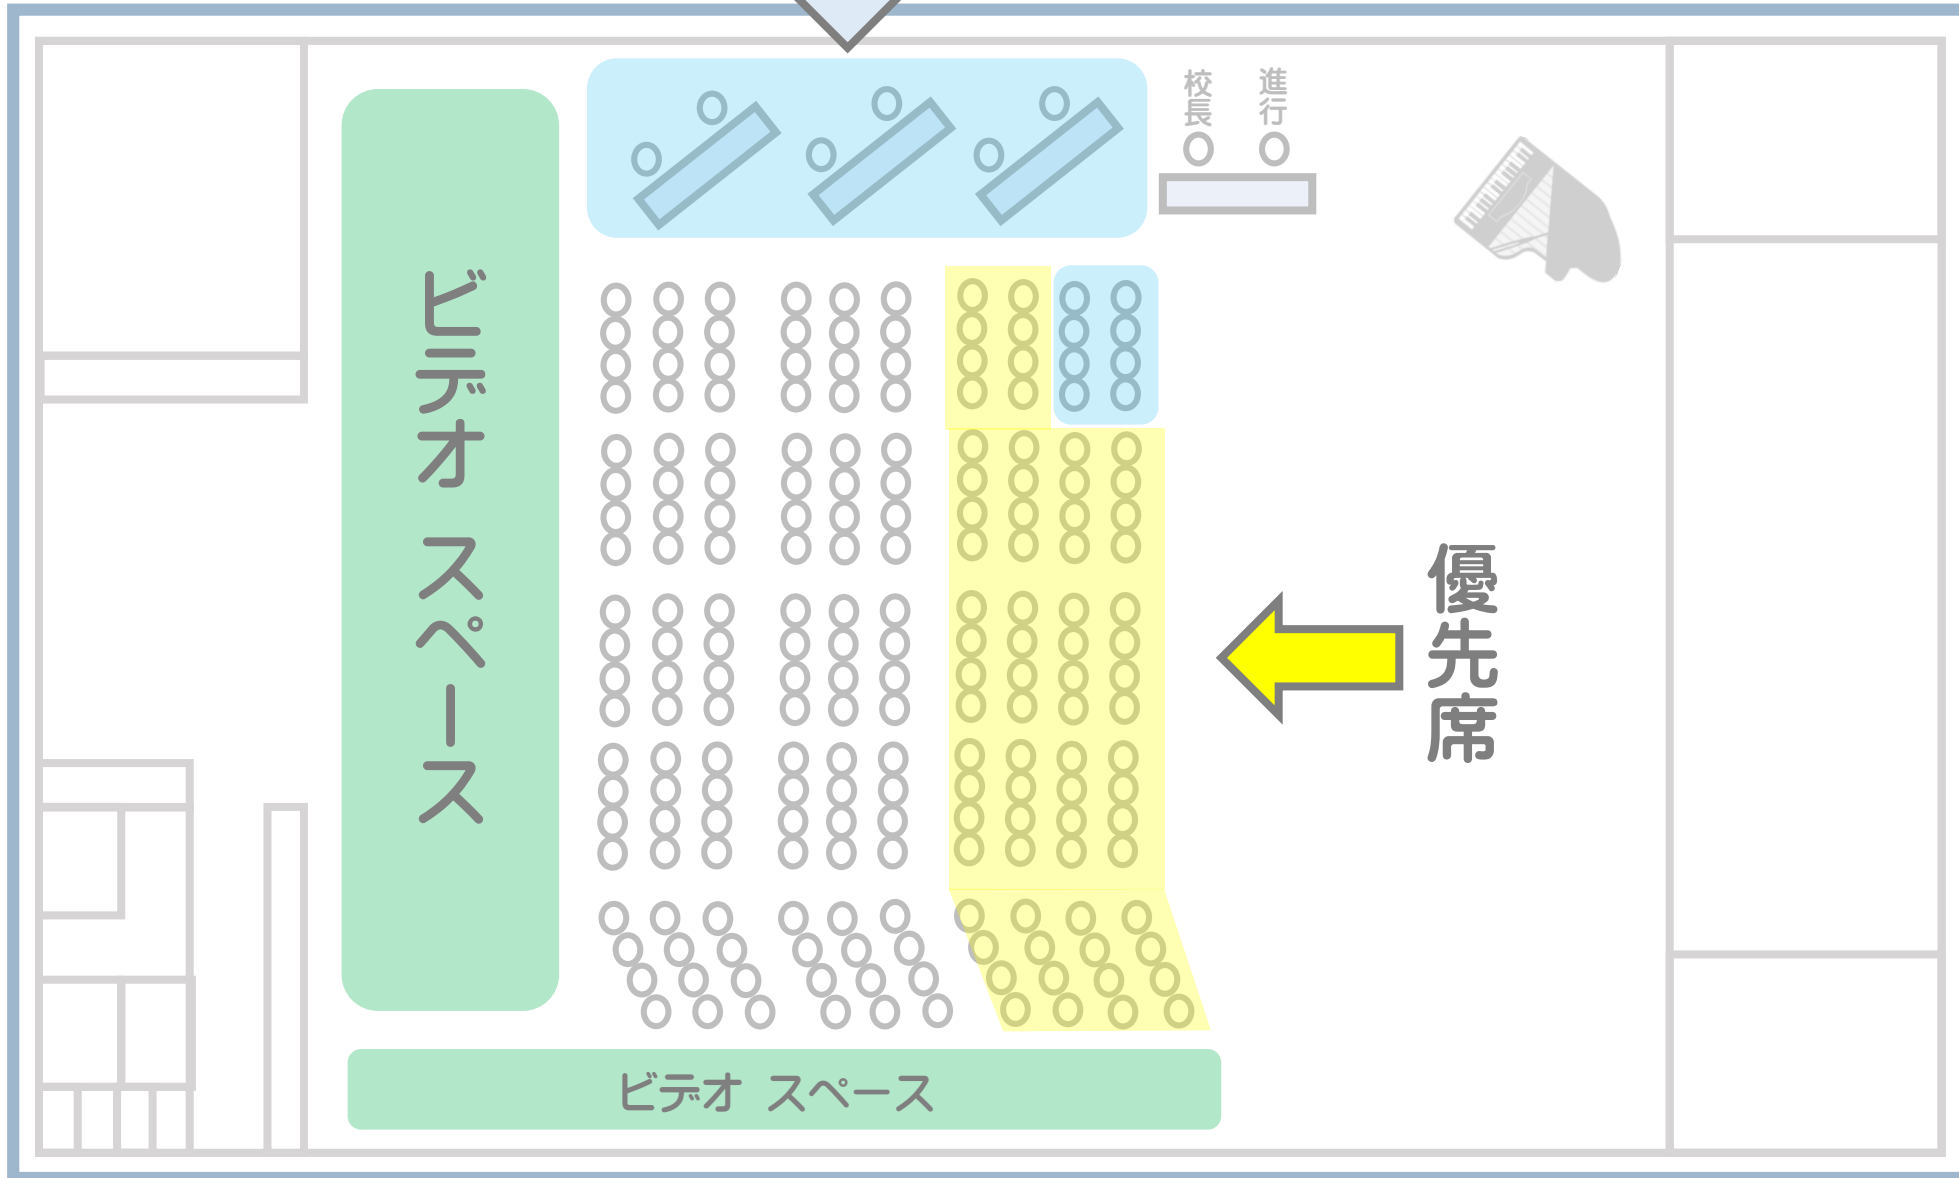 校長
進行
ビデオ スペース
優先席
ビデオ スペース